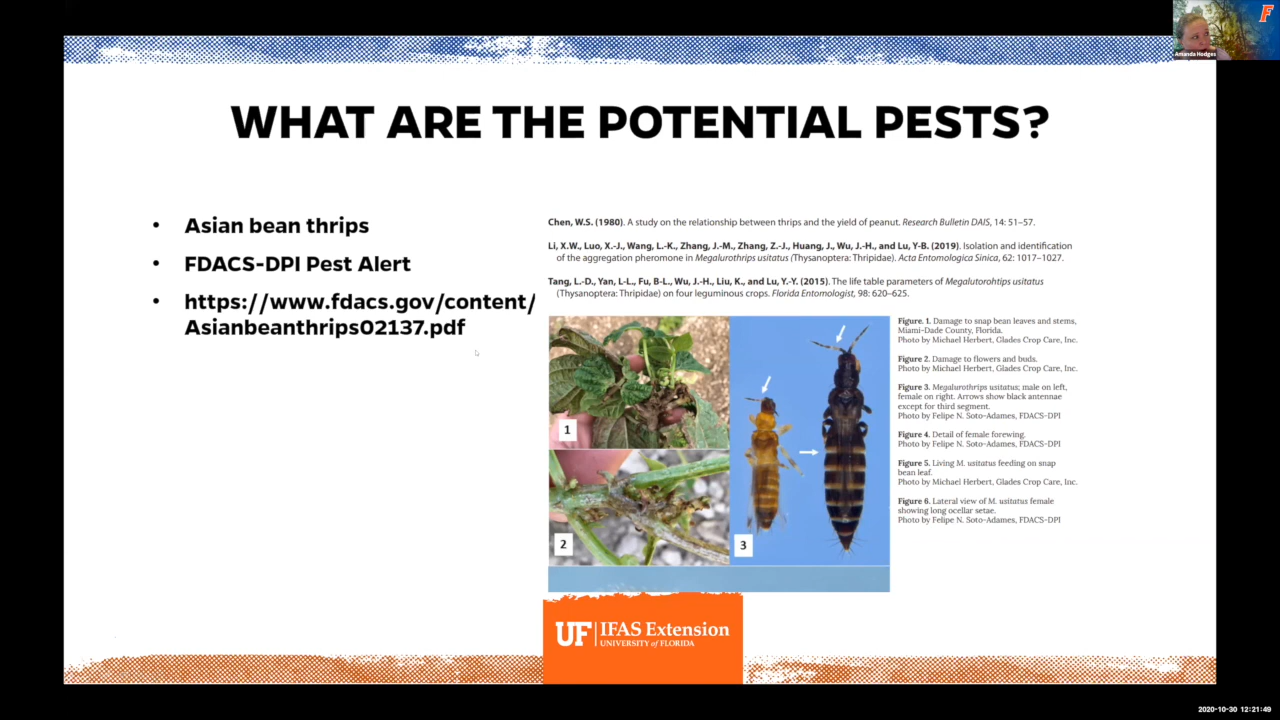 F
Amanda Hodges
WHAT ARE THE POTENTIAL PESTS?
• Asian bean thrips
• FDACS-DPI Pest Alert
• https://www.fdacs.gov/content/
Asianbeanthrips02137.pdf
Chen, W.S. (1980). A study on the relationship between thrips and the yield of peanut. Research Bulletin DAIS, 14: 51–57.
Li, X.W., Luo, X.-J., Wang, L.-K., Zhang, J.-M., Zhang, Z.-J., Huang, J., Wu, J.-H., and Lu, Y-B. (2019). Isolation and identification
of the aggregation pheromone in Megalurothrips usitatus (Thysanoptera: Thripidae). Acta Entomologica Sinica, 62: 1017–1027.
Tang, L.-D., Yan, L-L., Fu, B-L., Wu, J.-H., Liu, K., and Lu, Y.-Y. (2015). The life table parameters of Megalutorohtips usitatus
(Thysanoptera: Thripidae) on four leguminous crops. Florida Entomologist, 98: 620–625.
1
2
3
Figure. 1. Damage to snap bean leaves and stems,
Miami-Dade County, Florida.
Photo by Michael Herbert, Glades Crop Care, Inc.
Figure 2. Damage to flowers and buds.
Photo by Michael Herbert, Glades Crop Care, Inc.
Figure 3. Megalurothrips usitatus; male on left,
female on right. Arrows show black antennae
except for third segment.
Photo by Felipe N. Soto-Adames, FDACS-DPI
Figure 4. Detail of female forewing.
Photo by Felipe N. Soto-Adames, FDACS-DPI
Figure 5. Living M. usitatus feeding on snap
bean leaf.
Photo by Michael Herbert, Glades Crop Care, Inc.
Figure 6. Lateral view of M. usitatus female
showing long ocellar setae.
Photo by Felipe N. Soto-Adames, FDACS-DPI
UF IFAS Extension
UNIVERSITY of FLORIDA
2020-10-30 12:21:49